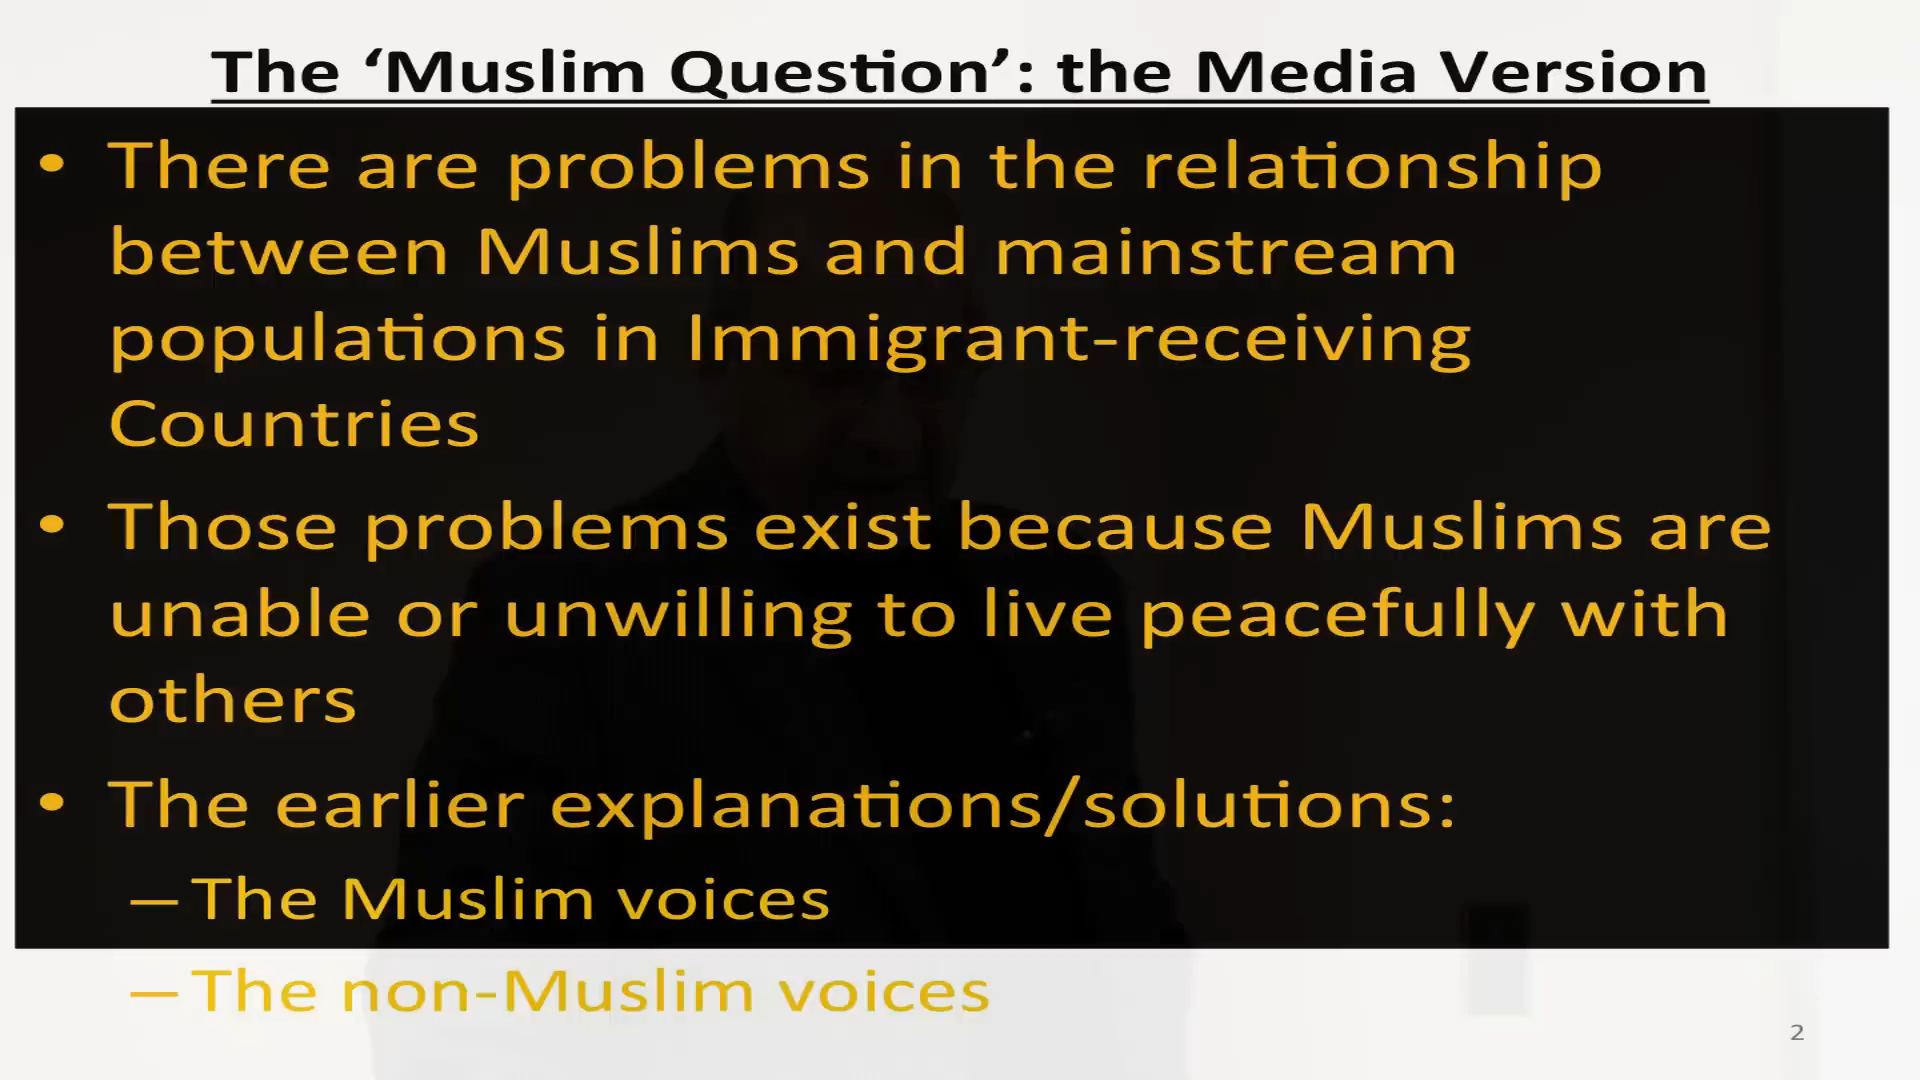 The ‘Muslim Question’: the Media Version
• There are problems in the relationship
between Muslims and mainstream
populations in Immigrant-receiving
Countries
• Those problems exist because Muslims are
unable or unwilling to live peacefully with
others
• The earlier explanations/solutions:
– The Muslim voices
– The non-Muslim voices
2